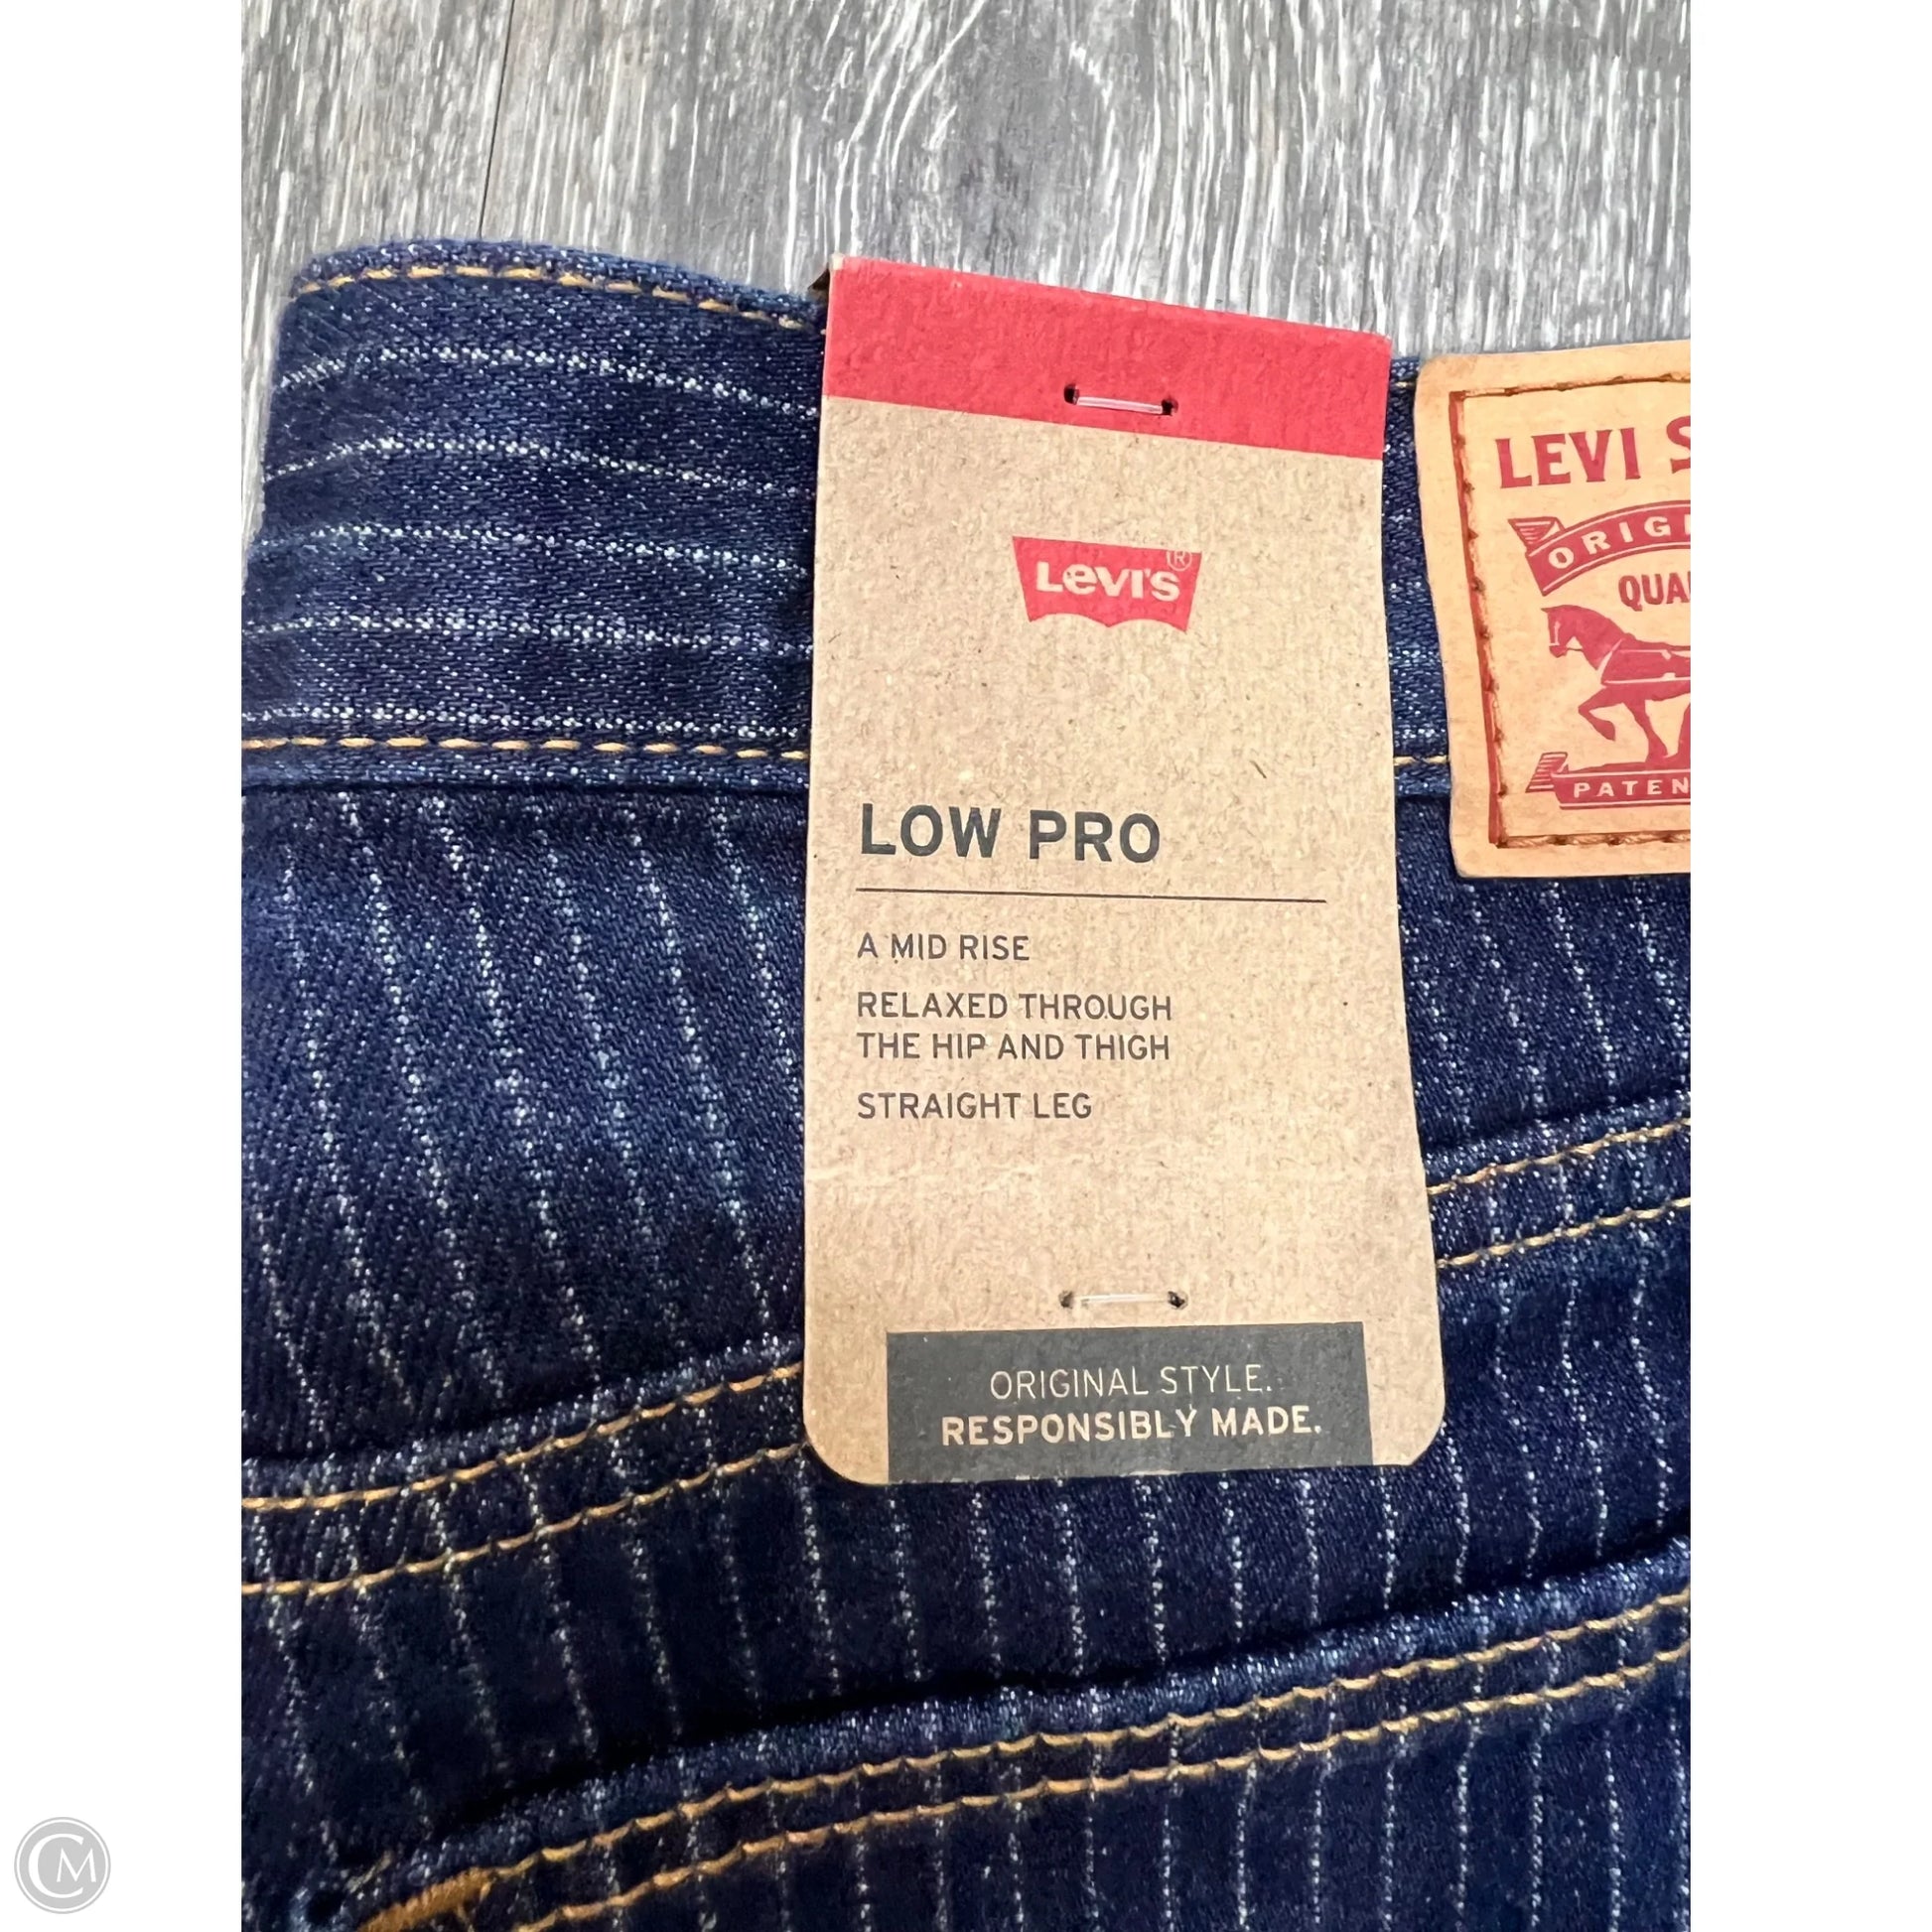 Levi's®
LOW PRO
A MID RISE
RELAXED THROUGH
THE HIP AND THIGH
STRAIGHT LEG
ORIGINAL STYLE.
RESPONSIBLY MADE.
LEVI S
ORIGI
QUA
PATEN
CM